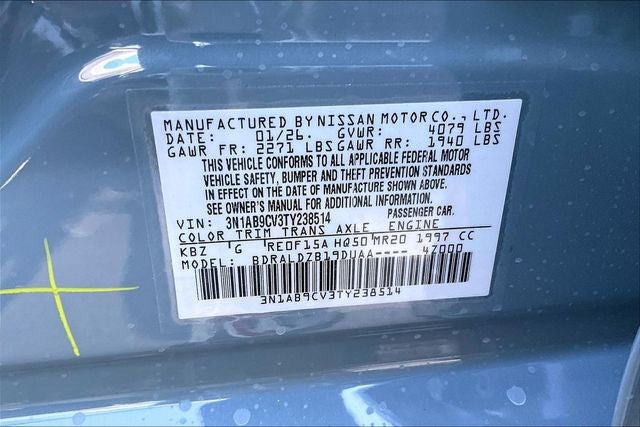 MANUFACTURED BY NISSAN MOTOR CO., LTD.
DATE: 01/26. GVWR: 4079 LBS
GAWR FR: 2271 LBS GAWR RR: 1940 LBS
THIS VEHICLE CONFORMS TO ALL APPLICABLE FEDERAL MOTOR
VEHICLE SAFETY, BUMPER AND THEFT PREVENTION STANDARDS
IN EFFECT ON THE DATE OF MANUFACTURE SHOWN ABOVE.
SEE OWNER'S MANUAL FOR ADDITIONAL INFORMATION.
VIN: 3N1AB9CV3TY238514 PASSENGER CAR.
COLOR TRIM TRANS AXLE ENGINE
KBZ G RE0F15A HQ50 MR20 1997 CC
MODEL: BDRALDZB19DUAA---- 4Z000
3N1AB9CV3TY238514